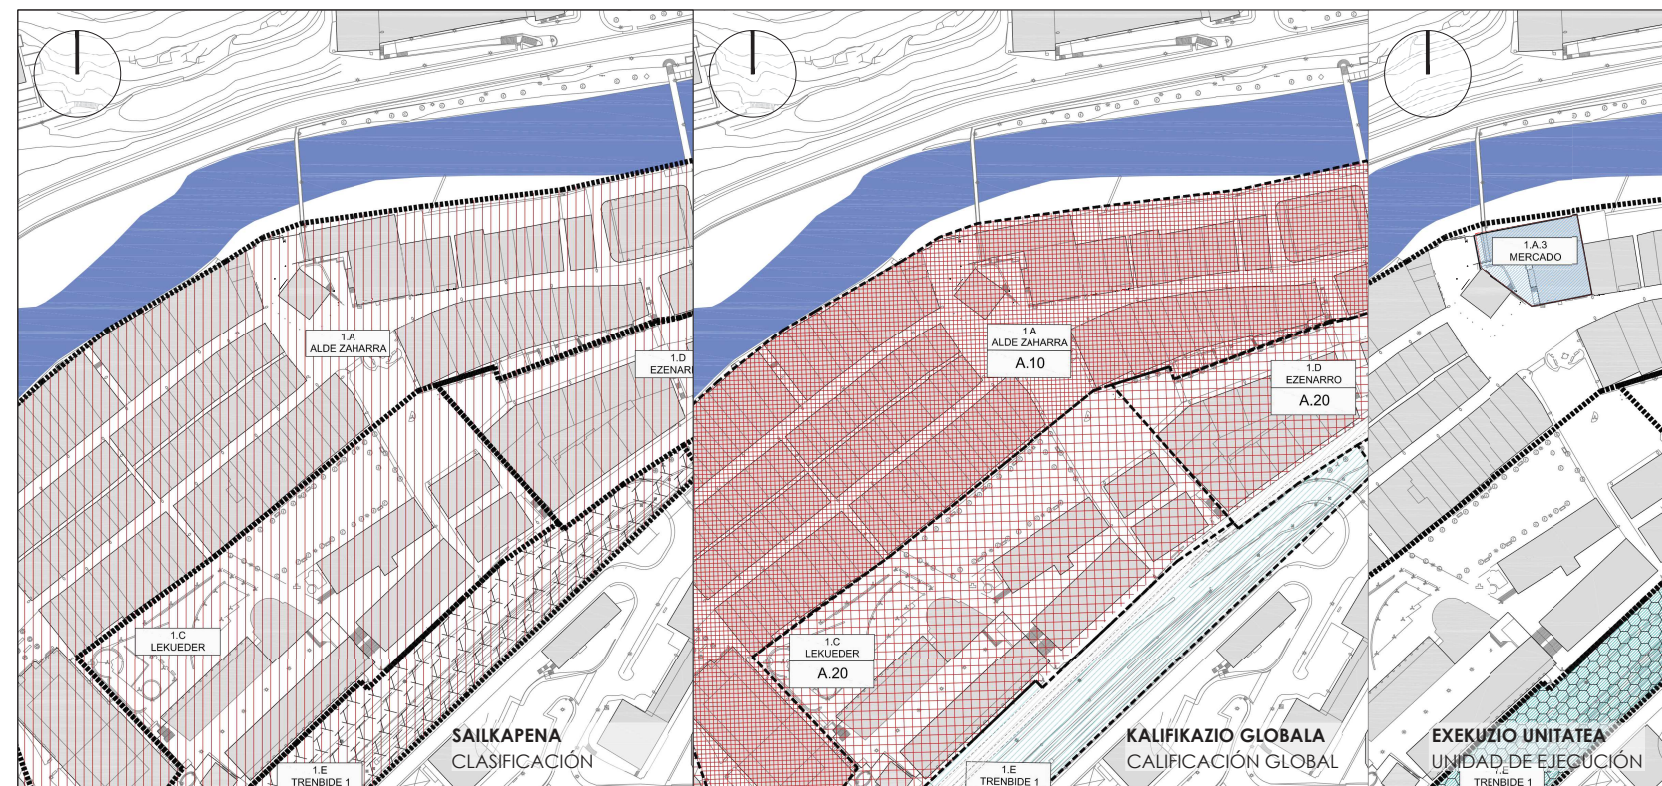 1.A
ALDE ZAHARRA
1.D
EZENAR
1.C
LEKUEDER
1.E
TRENBIDE 1
SAILKAPENA
CLASIFICACIÓN
1 A
ALDE ZAHARRA
A.10
1.D
EZENARRO
A.20
1.C
LEKUEDER
A.20
1.E
TRENBIDE 1
KALIFIKAZIO GLOBALA
CALIFICACIÓN GLOBAL
1.A.3
MERCADO
EXEKUZIO UNITATEA
UNIDAD DE EJECUCIÓN
1.E
TRENBIDE 1